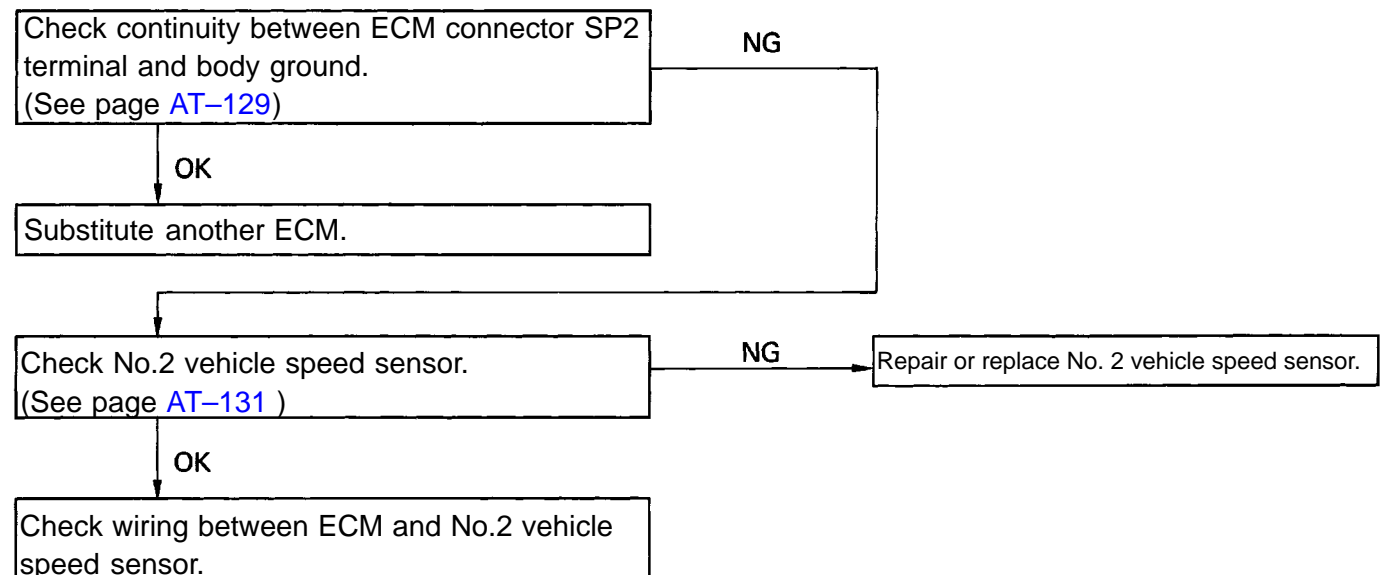 Check continuity between ECM connector SP2
terminal and body ground.
(See page AT–129)
NG
OK
Substitute another ECM.
Check No.2 vehicle speed sensor.
(See page AT–131 )
NG
Repair or replace No. 2 vehicle speed sensor.
OK
Check wiring between ECM and No.2 vehicle
speed sensor.